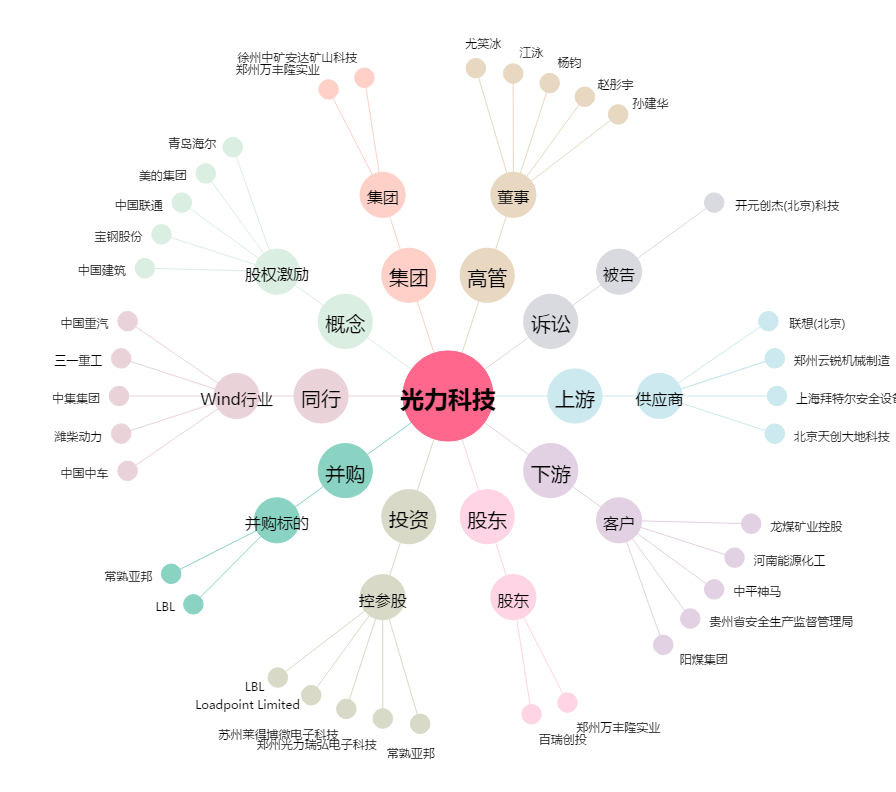 尤笑冰
江泳
徐州中矿安达矿山科技
杨钧
郑州万丰隆实业
赵彤宇
孙建华
青岛海尔
美的集团
集团
董事
中国联通
开元创杰(北京)科技
宝钢股份
中国建筑
股权激励
集团
高管
被告
中国重汽
概念
诉讼
联想(北京)
三一重工
郑州云锐机械制造
中集集团
Wind行业
同行
光力科技
上游
供应商
上海拜特尔安全设备
潍柴动力
北京天创大地科技
中国中车
并购
下游
并购标的
投资
股东
客户
龙煤矿业控股
河南能源化工
常熟亚邦
中平神马
LBL
控参股
股东
贵州省安全生产监督管理局
阳煤集团
LBL
Loadpoint Limited
郑州万丰隆实业
苏州莱得博微电子科技
百瑞创投
郑州光力瑞弘电子科技
常熟亚邦